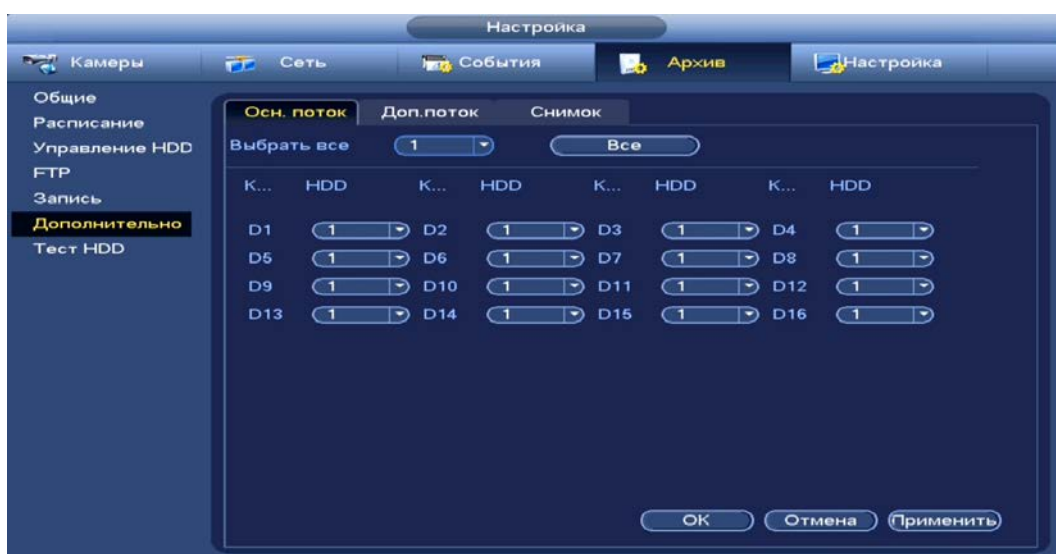 Настройка
Камеры Сеть События Архив Настройка
Общие
Расписание
Управление HDD
FTP
Запись
Дополнительно
Тест HDD
Осн. поток Доп.поток Снимок
Выбрать все 1 Все
К... HDD К... HDD К... HDD К... HDD
D1 1 D2 1 D3 1 D4 1
D5 1 D6 1 D7 1 D8 1
D9 1 D10 1 D11 1 D12 1
D13 1 D14 1 D15 1 D16 1
OK Отмена Применить